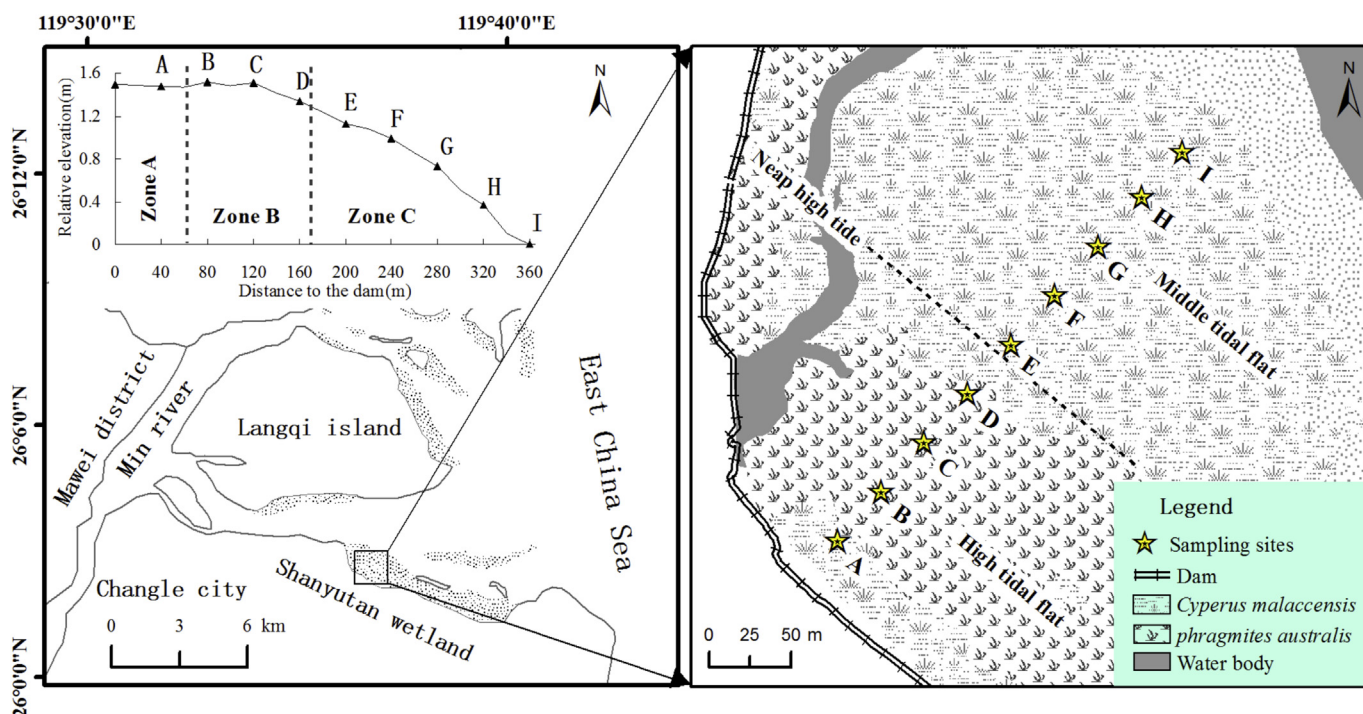 119°30'0"E
119°40'0"E
26°12'0"N
26°6'0"N
26°0'0"N
Relative elevation(m)
1.6
1.2
0.8
0.4
0
A
B
C
D
E
F
G
H
I
Zone A
Zone B
Zone C
0 40 80 120 160 200 240 280 320 360
Distance to the dam(m)
N
Mawei district
Min river
Langqi island
East China Sea
Changle city
Shanyutan wetland
0 3 6 km
N
Neap high tide
Middle tidal flat
High tidal flat
I
H
G
F
E
D
C
B
A
0 25 50 m
Legend
Sampling sites
Dam
Cyperus malaccensis
phragmites australis
Water body